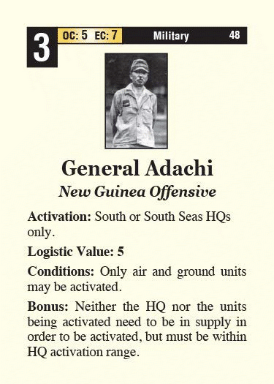 3 OC: 5 EC: 7 Military 48
General Adachi
New Guinea Offensive
Activation: South or South Seas HQs
only.
Logistic Value: 5
Conditions: Only air and ground units
may be activated.
Bonus: Neither the HQ nor the units
being activated need to be in supply in
order to be activated, but must be within
HQ activation range.